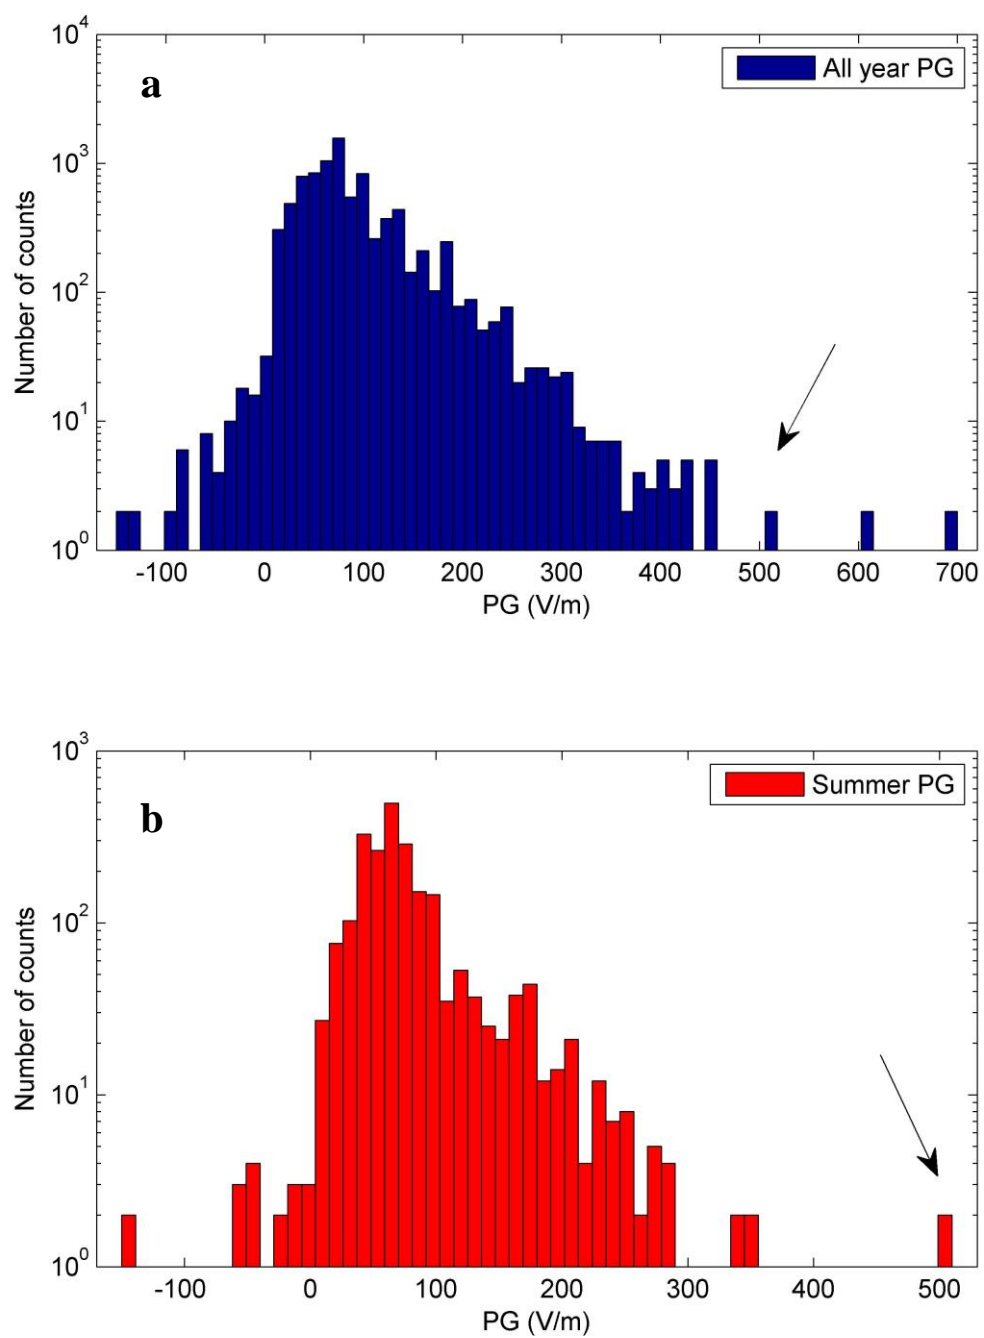 10^4
All year PG
a
10^3
10^2
10^1
10^0
Number of counts
-100 0 100 200 300 400 500 600 700
PG (V/m)
10^3
Summer PG
b
10^2
10^1
10^0
Number of counts
-100 0 100 200 300 400 500
PG (V/m)